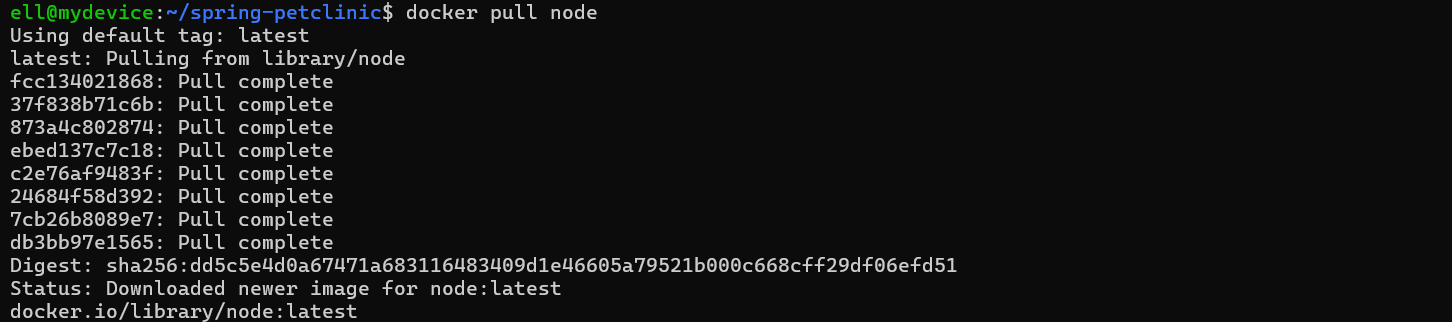 ell@mydevice:~/spring-petclinic$ docker pull node
Using default tag: latest
latest: Pulling from library/node
fcc134021868: Pull complete
37f838b71c6b: Pull complete
873a4c802874: Pull complete
ebed137c7c18: Pull complete
c2e76af9483f: Pull complete
24684f58d392: Pull complete
7cb26b8089e7: Pull complete
db3bb97e1565: Pull complete
Digest: sha256:dd5c5e4d0a67471a683116483409d1e46605a79521b000c668cff29df06efd51
Status: Downloaded newer image for node:latest
docker.io/library/node:latest